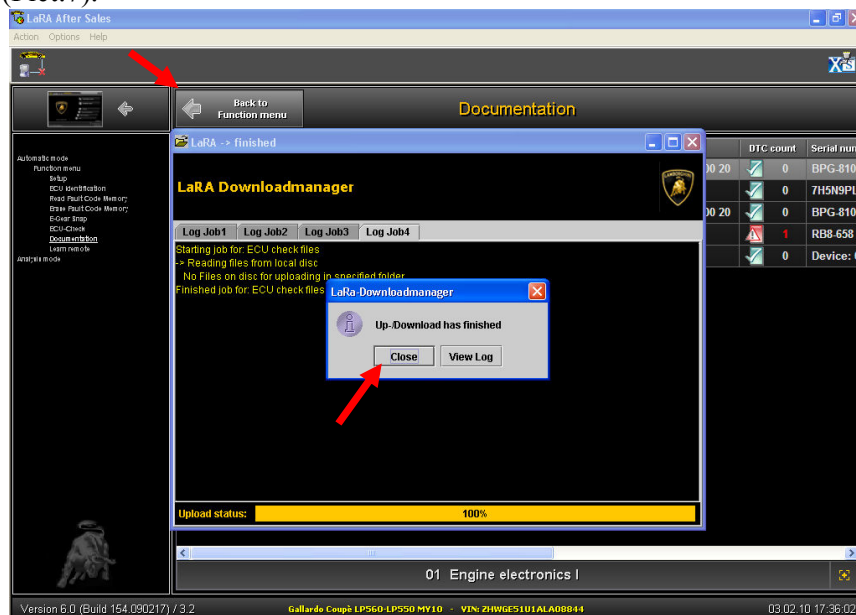 LaRA After Sales
Action Options Help
Back to
Function menu
Documentation
LaRA -> finished
DTC count Serial num
LaRA Downloadmanager
00 20 0 BPG-810
0 7H5N9PL
00 20 0 BPG-810
1 RB8-658
0 Device: 
Automatic mode
Function menu
Setup
ECU Identification
Read Fault Code Memory
Erase Fault Code Memory
E-Gear Snap
ECU-Check
Documentation
Learn remote
Analysis mode
Log Job1 Log Job2 Log Job3 Log Job4
Starting job for: ECU check files
-> Reading files from local disc
No Files on disc for uploading in specified folder
Finished job for: ECU check files
LaRa-Downloadmanager
Up-/Download has finished
Close View Log
Upload status: 100%
01 Engine electronics I
Version 6.0 (Build 154.090217) / 3.2
Gallardo Coupè LP560-LP550 MY10 - VIN: ZHWGE51U1ALA08844
03.02.10 17:36:02